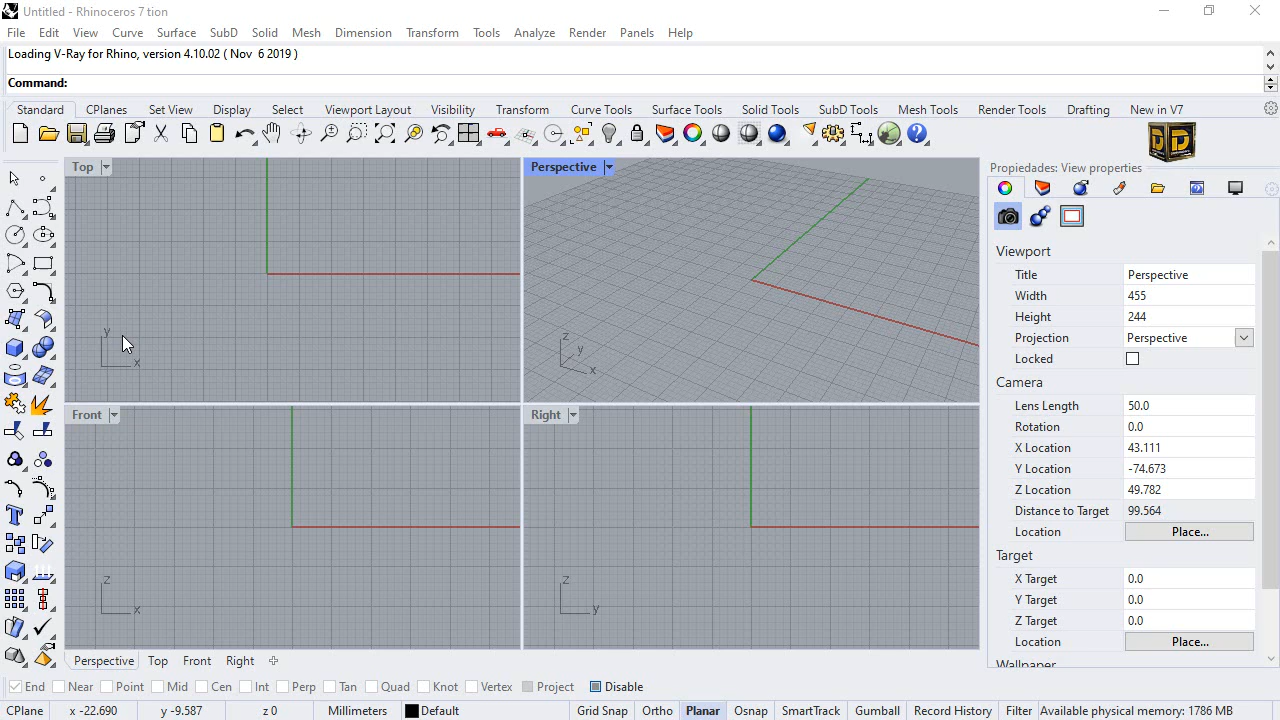 Untitled - Rhinoceros 7 tion
File Edit View Curve Surface SubD Solid Mesh Dimension Transform Tools Analyze Render Panels Help
Loading V-Ray for Rhino, version 4.10.02 ( Nov 6 2019 )
Command:
Standard CPlanes Set View Display Select Viewport Layout Visibility Transform Curve Tools Surface Tools Solid Tools SubD Tools Mesh Tools Render Tools Drafting New in V7
Top
Perspective
Propiedades: View properties
Viewport
Title Perspective
Width 455
Height 244
Projection Perspective
Locked
Camera
Lens Length 50.0
Rotation 0.0
X Location 43.111
Y Location -74.673
Z Location 49.782
Distance to Target 99.564
Location Place...
Target
X Target 0.0
Y Target 0.0
Z Target 0.0
Location Place...
Wallpaper
y
x
z
y
x
Front
Right
z
x
z
y
Perspective Top Front Right
End Near Point Mid Cen Int Perp Tan Quad Knot Vertex Project Disable
CPlane x -22.690 y -9.587 z 0 Millimeters Default Grid Snap Ortho Planar Osnap SmartTrack Gumball Record History Filter Available physical memory: 1786 MB